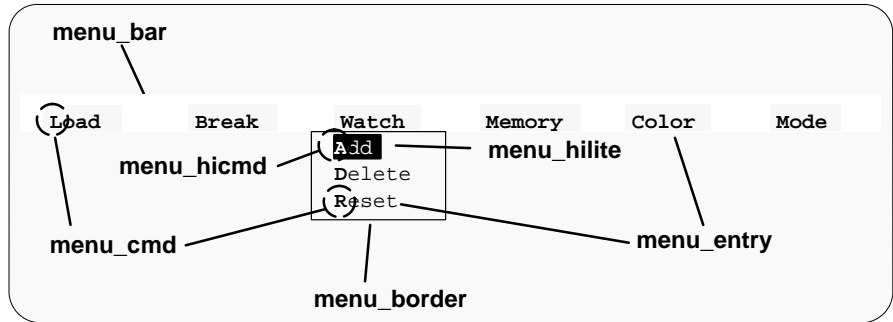 menu_bar
Load Break Watch Memory Color Mode
Add
menu_hilite
menu_hicmd
Delete
Reset
menu_cmd
menu_entry
menu_border